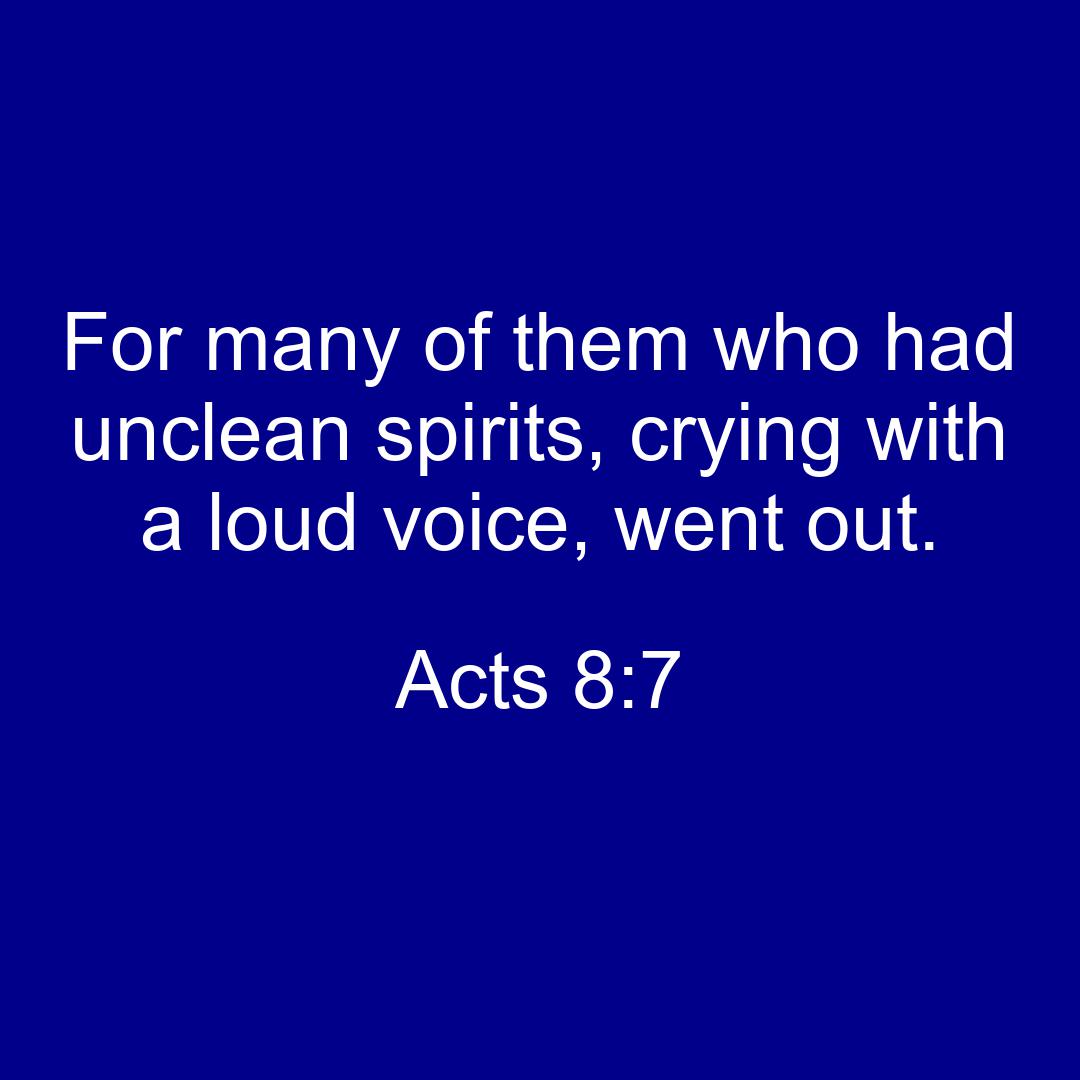 For many of them who had
unclean spirits, crying with
a loud voice, went out.
Acts 8:7